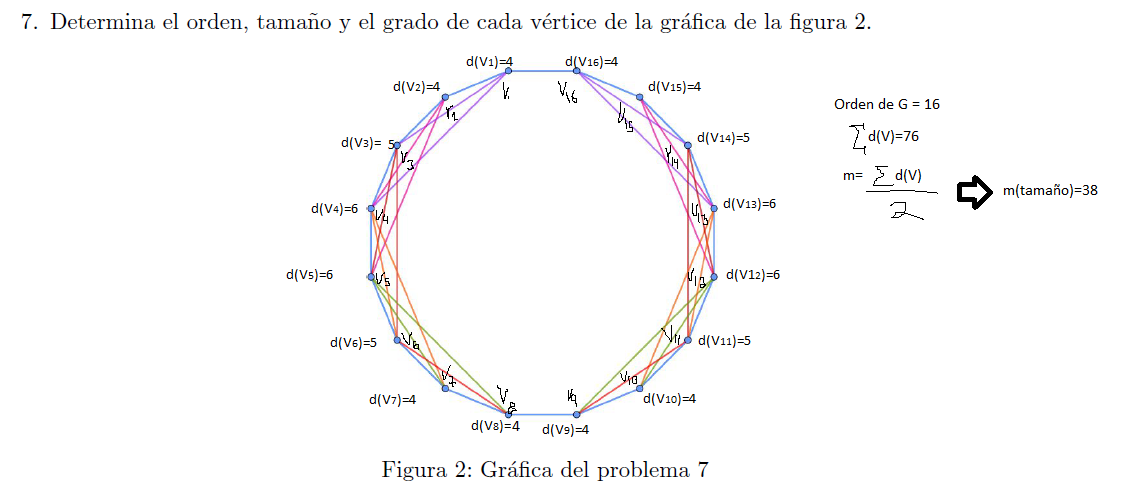 7. Determina el orden, tamaño y el grado de cada vértice de la gráfica de la figura 2.
d(V1)=4
d(V16)=4
d(V2)=4
d(V15)=4
V1
V16
V2
V15
Orden de G = 16
d(V3)= 5
d(V14)=5
∑ d(V)=76
V3
V14
m= ∑ d(V)
2
m(tamaño)=38
d(V4)=6
V4
V13
d(V13)=6
d(V5)=6
V5
V12
d(V12)=6
d(V6)=5
V6
V11
d(V11)=5
V7
V10
d(V7)=4
V8
V9
d(V10)=4
d(V8)=4
d(V9)=4
Figura 2: Gráfica del problema 7